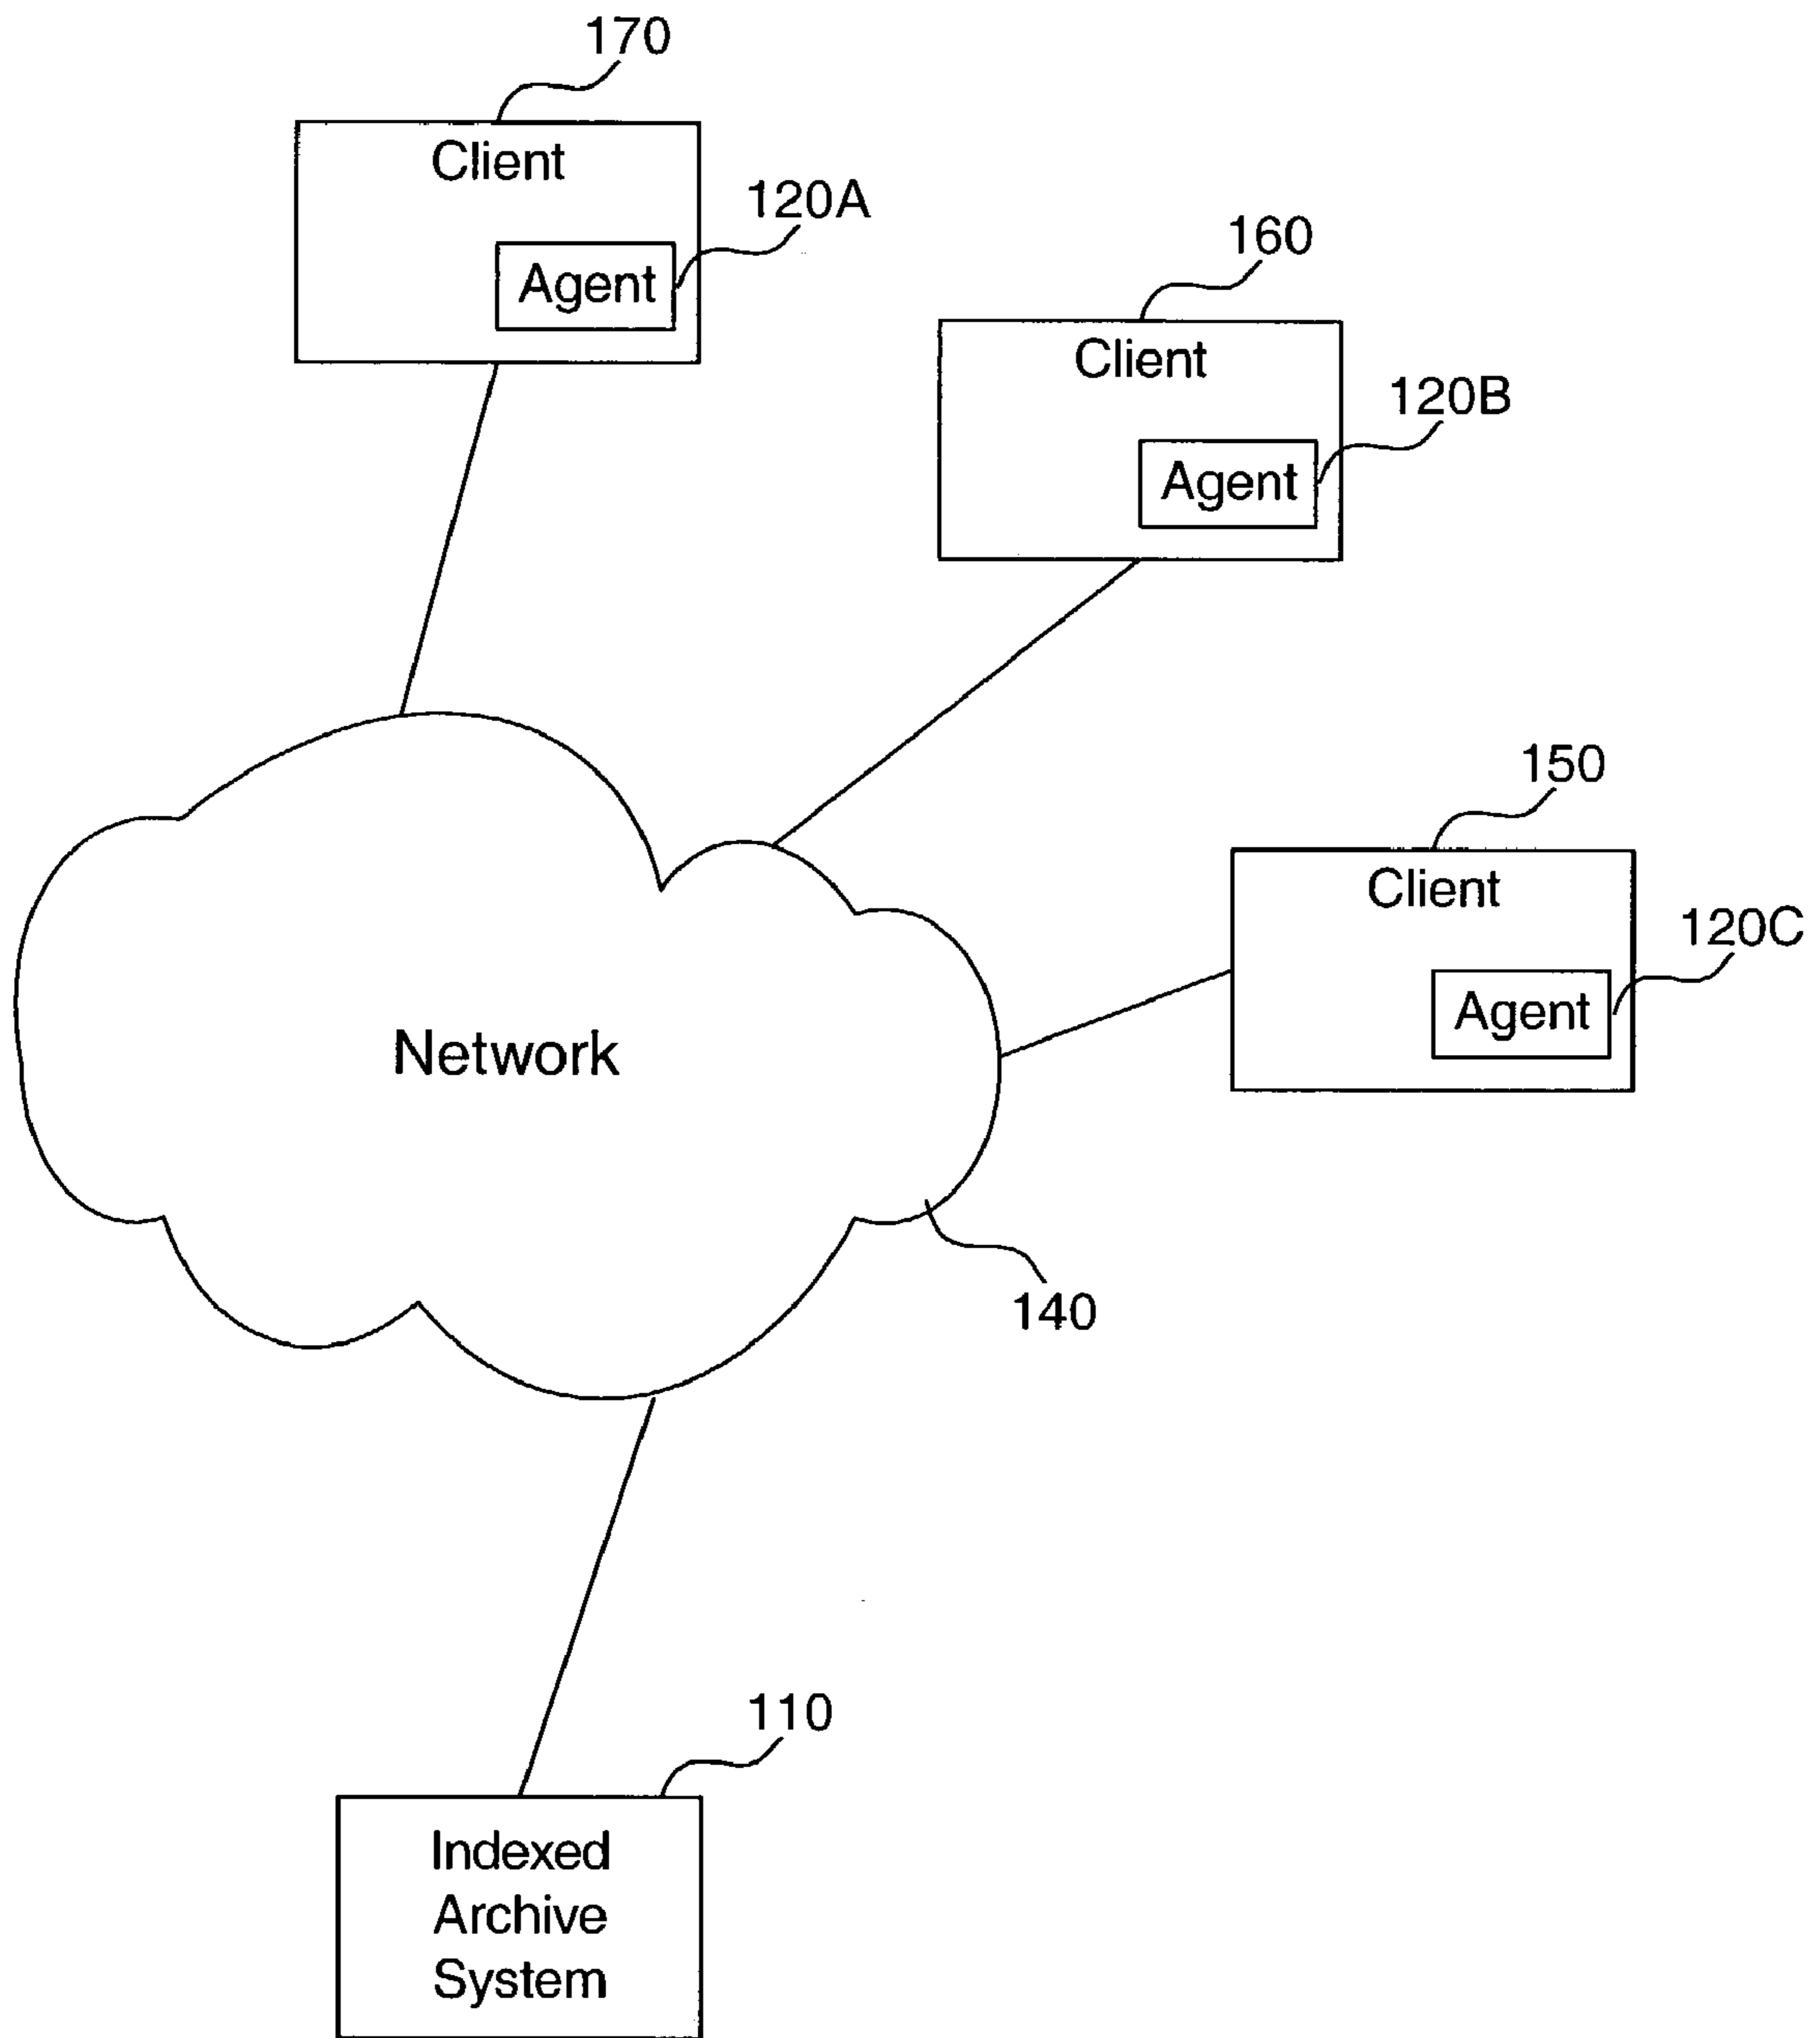 170
Client
120A
Agent
160
Client
120B
Agent
150
Client
120C
Agent
Network
140
110
Indexed
Archive
System